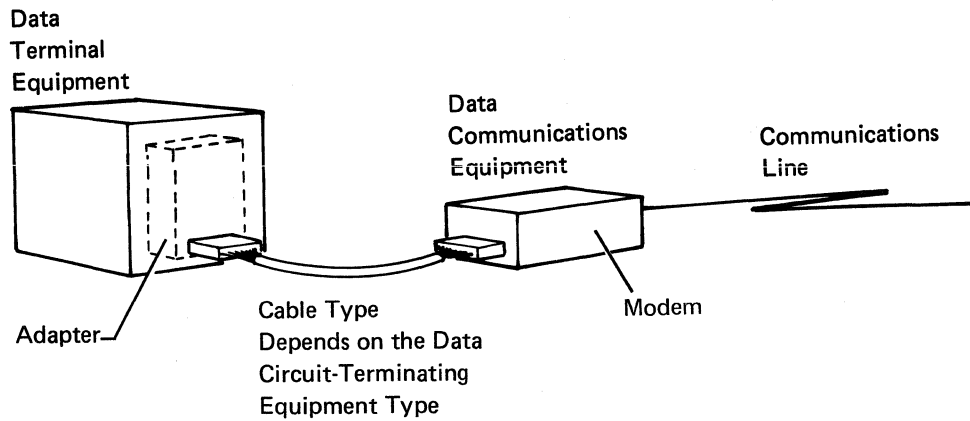 Data
Terminal
Equipment
Data
Communications
Equipment
Communications
Line
Adapter
Cable Type
Depends on the Data
Circuit-Terminating
Equipment Type
Modem